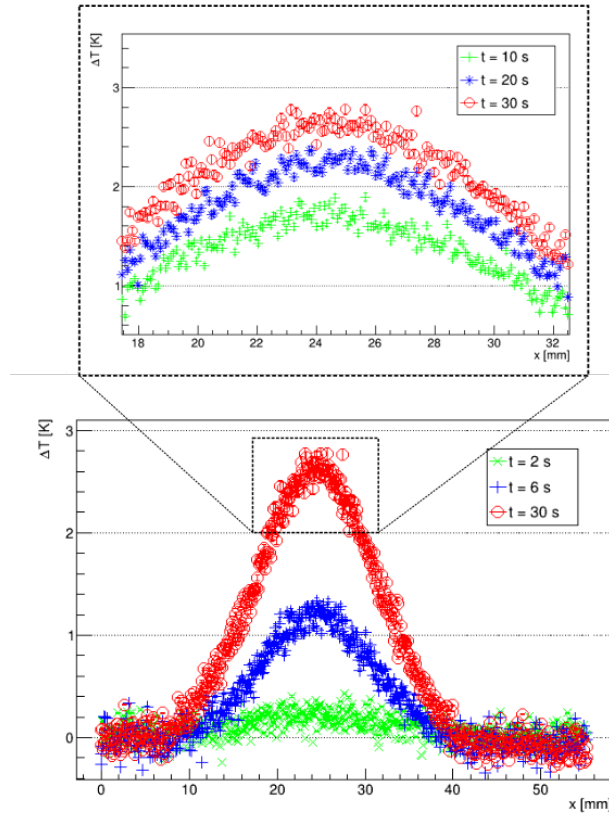 ΔT [K]
t = 10 s
t = 20 s
t = 30 s
3
2
1
18 20 22 24 26 28 30 32
x [mm]
ΔT [K]
3
t = 2 s
t = 6 s
t = 30 s
2
1
0
0 10 20 30 40 50
x [mm]